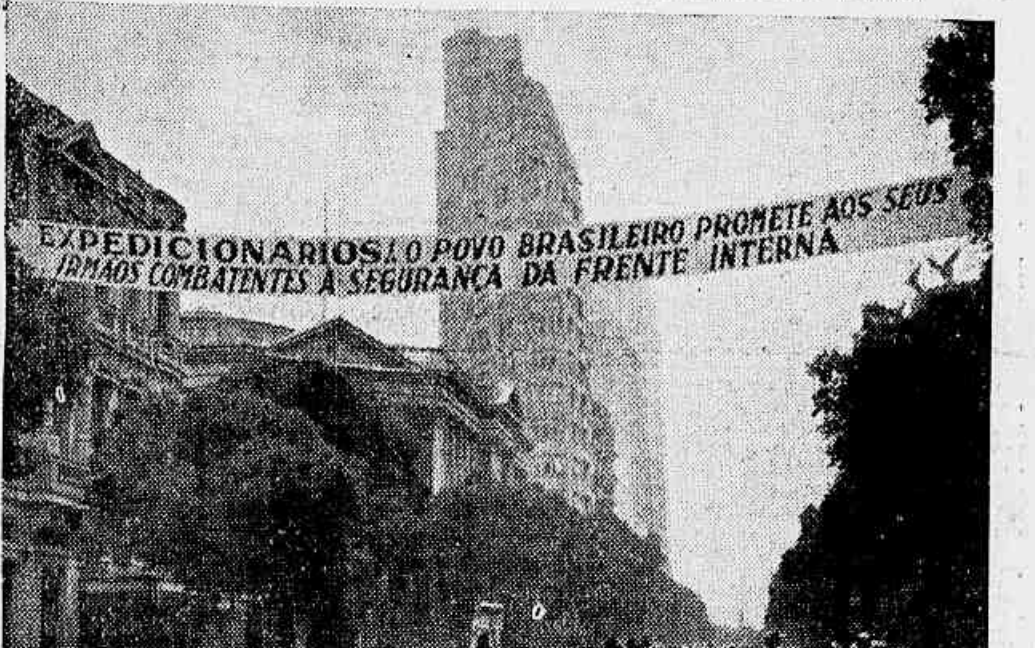 EXPEDICIONARIOS! O POVO BRASILEIRO PROMETE AOS SEUS
IRMÃOS COMBATENTES A SEGURANÇA DA FRENTE INTERNA